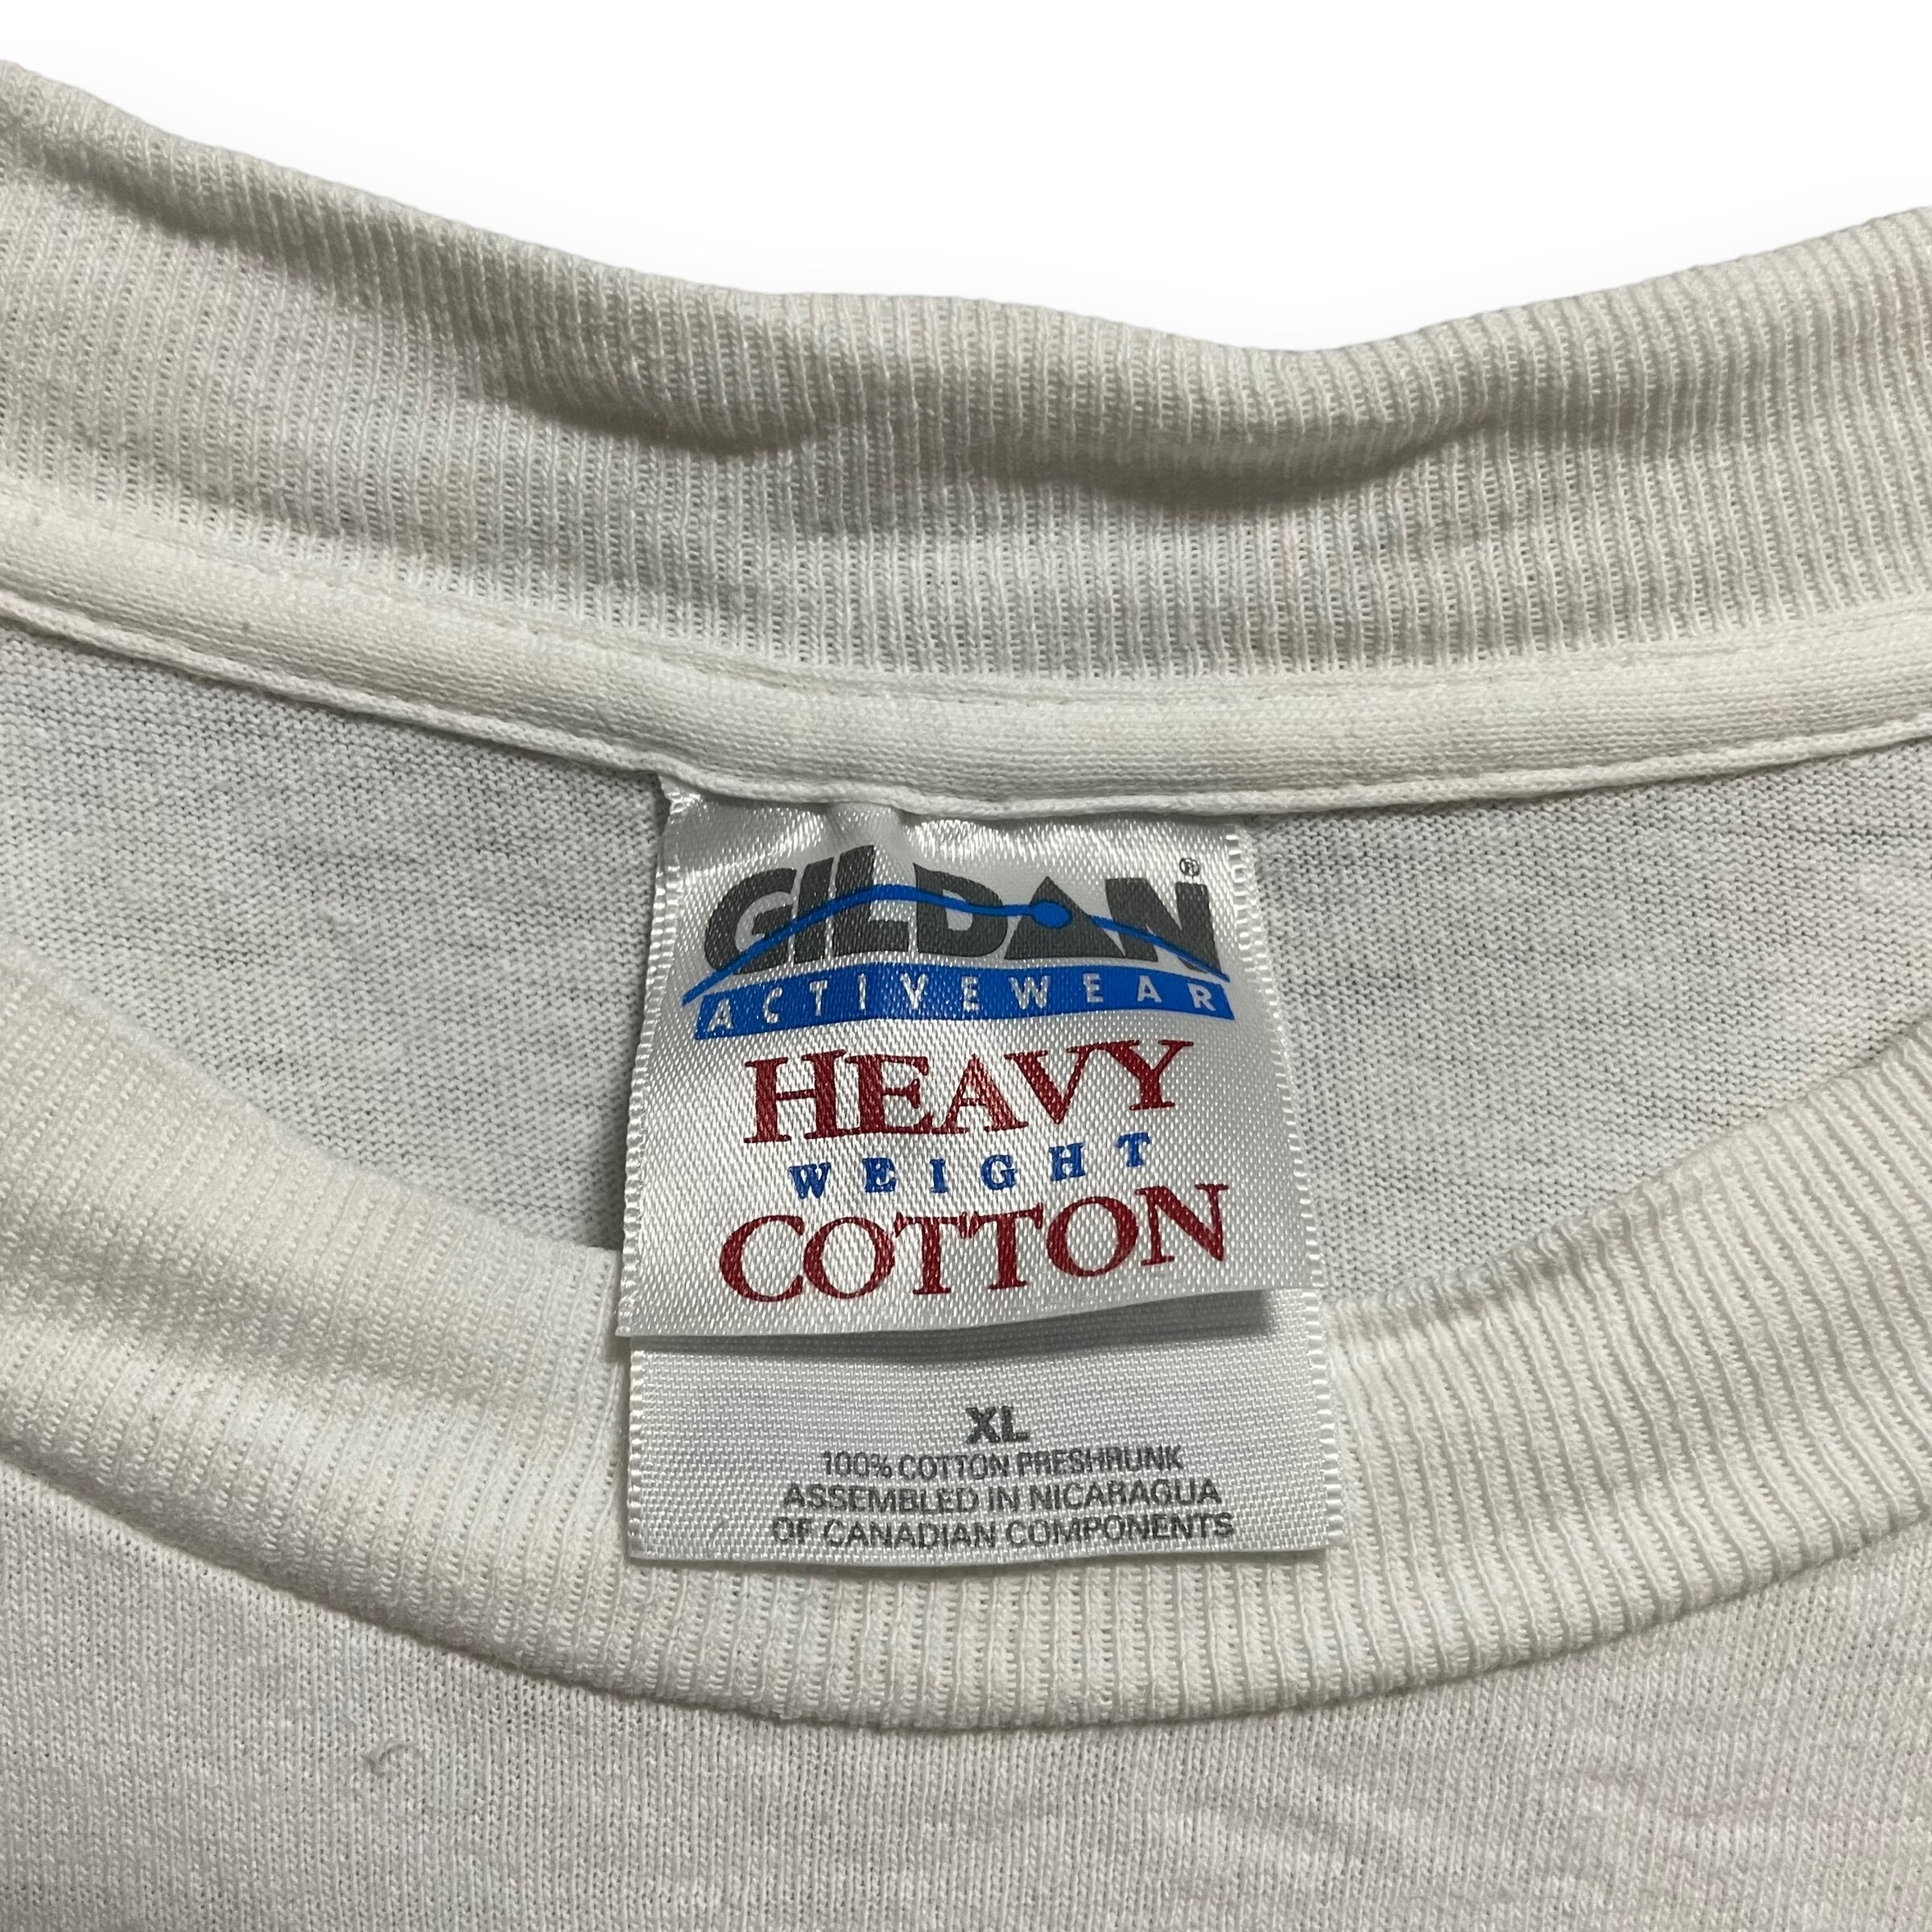 GILDAN®
ACTIVEWEAR
HEAVY
WEIGHT
COTTON
XL
100% COTTON PRESHRUNK
ASSEMBLED IN NICARAGUA
OF CANADIAN COMPONENTS